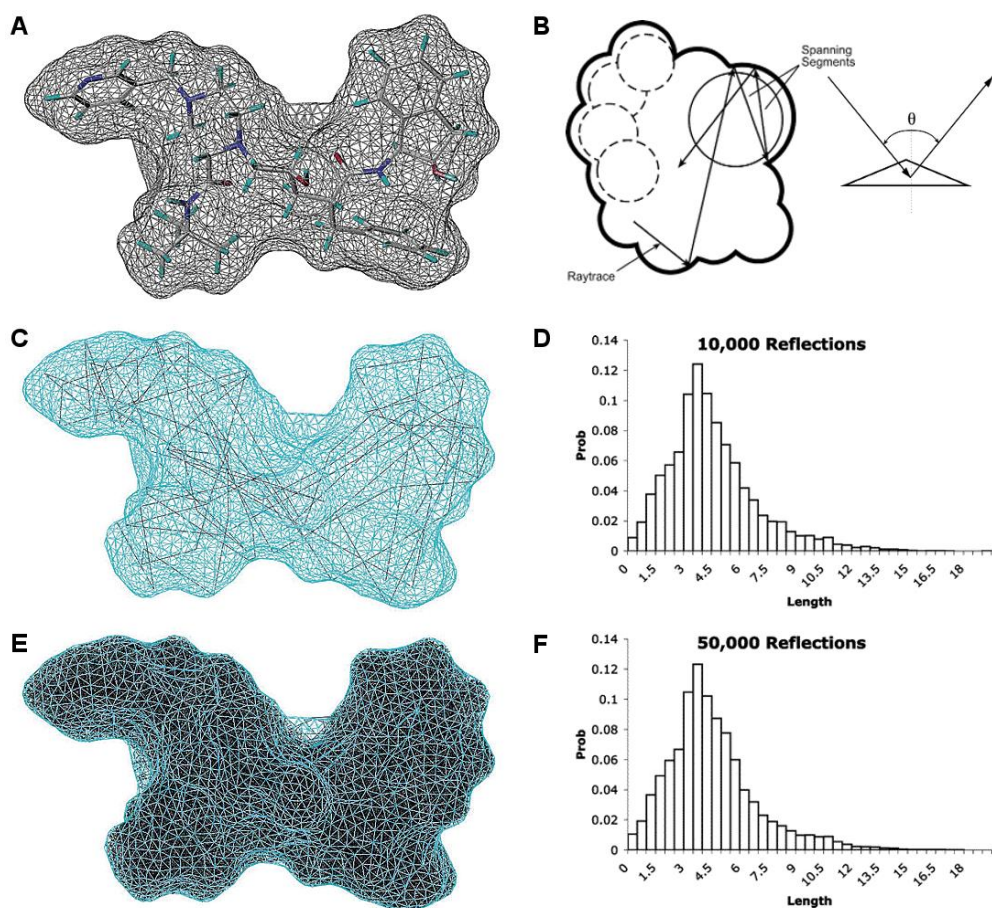 A
B
Spanning
Segments
θ
Raytrace
C
D
10,000 Reflections
Prob
0.14
0.12
0.1
0.08
0.06
0.04
0.02
0
0
1.5
3
4.5
6
7.5
9
10.5
12
13.5
15
16.5
18
Length
E
F
50,000 Reflections
Prob
0.14
0.12
0.1
0.08
0.06
0.04
0.02
0
0
1.5
3
4.5
6
7.5
9
10.5
12
13.5
15
16.5
18
Length